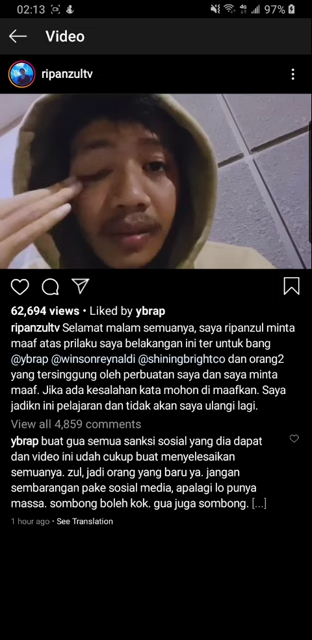 02:13
97%
Video
ripanzultv
62,694 views • Liked by ybrap
ripanzultv Selamat malam semuanya, saya ripanzul minta
maaf atas prilaku saya belakangan ini ter untuk bang
@ybrap @winsonreynaldi @shiningbrightco dan orang2
yang tersinggung oleh perbuatan saya dan saya minta
maaf. Jika ada kesalahan kata mohon di maafkan. Saya
jadikn ini pelajaran dan tidak akan saya ulangi lagi.
View all 4,859 comments
ybrap buat gua semua sanksi sosial yang dia dapat
dan video ini udah cukup buat menyelesaikan
semuanya. zul, jadi orang yang baru ya. jangan
sembarangan pake sosial media, apalagi lo punya
massa. sombong boleh kok. gua juga sombong. [...]
1 hour ago • See Translation